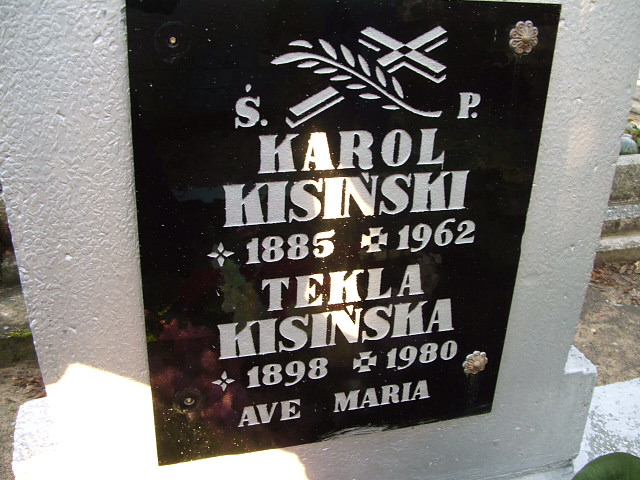 Ś. P.
KAROL
KISIŃSKI
1885 1962
TEKLA
KISIŃSKA
1898 1980
AVE MARIA